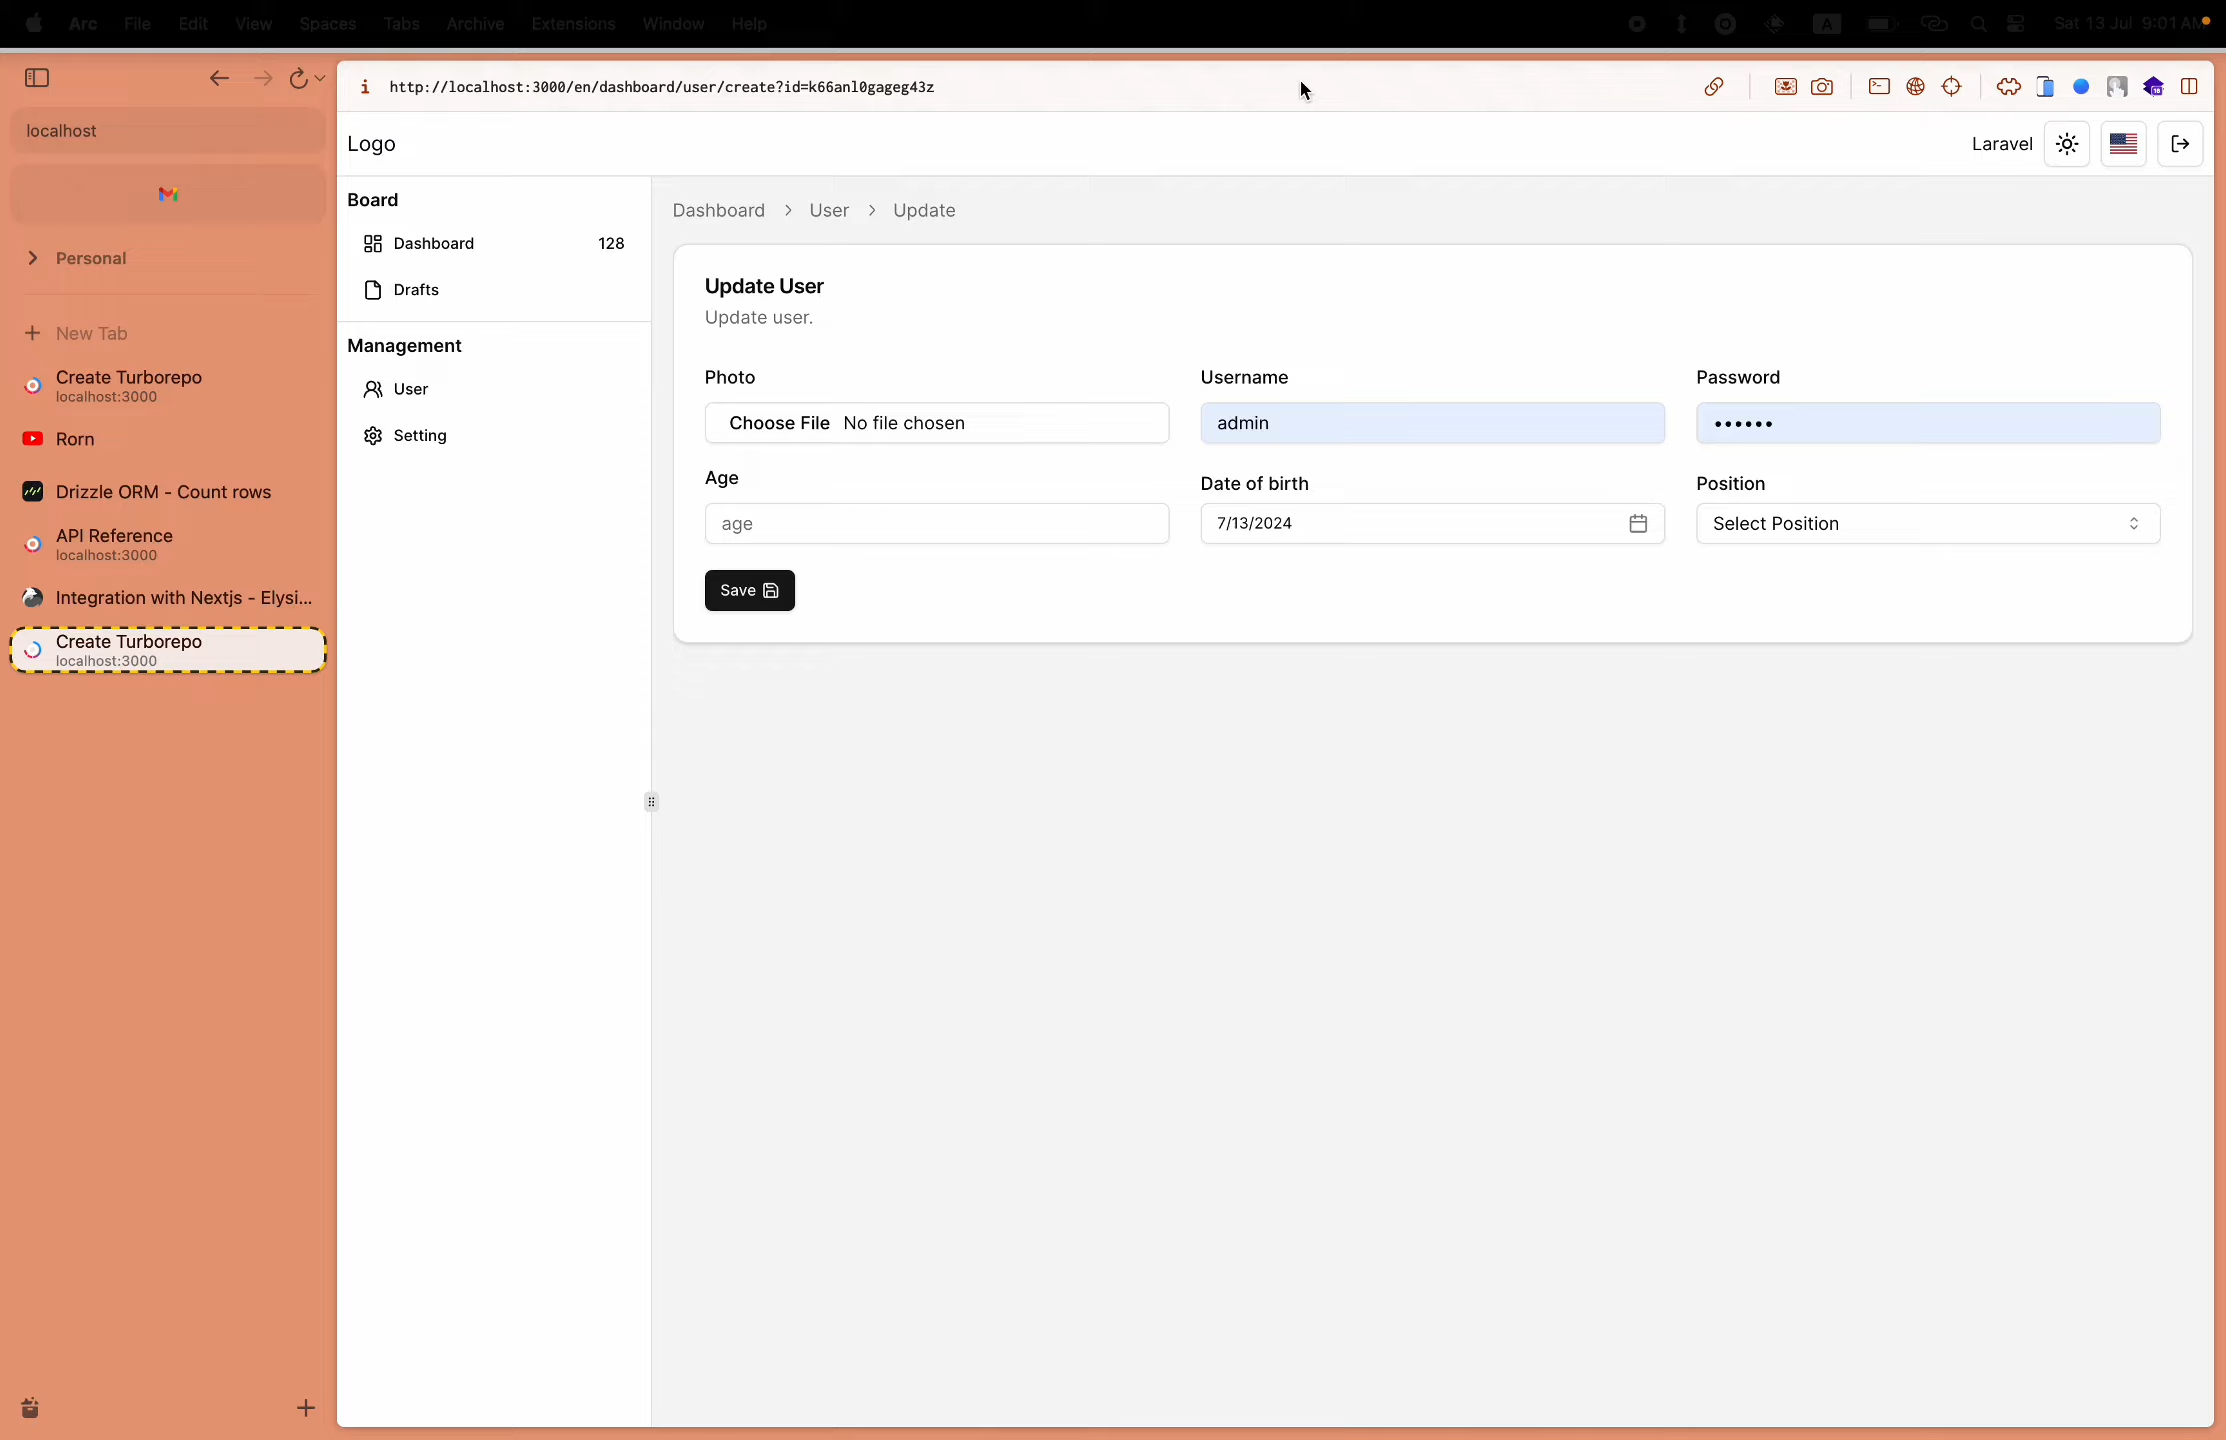 Arc File Edit View Spaces Tabs Archive Extensions Window Help
A
Sat 13 Jul 9:01 AM
http://localhost:3000/en/dashboard/user/create?id=k66anl0gageg43z
localhost
Personal
New Tab
Create Turborepo
localhost:3000
Rorn
Drizzle ORM - Count rows
API Reference
localhost:3000
Integration with Nextjs - Elysi...
Create Turborepo
localhost:3000
Logo
Laravel
Board
Dashboard 128
Drafts
Management
User
Setting
Dashboard > User > Update
Update User
Update user.
Photo
Choose File No file chosen
Username
admin
Password
••••••
Age
age
Date of birth
7/13/2024
Position
Select Position
Save